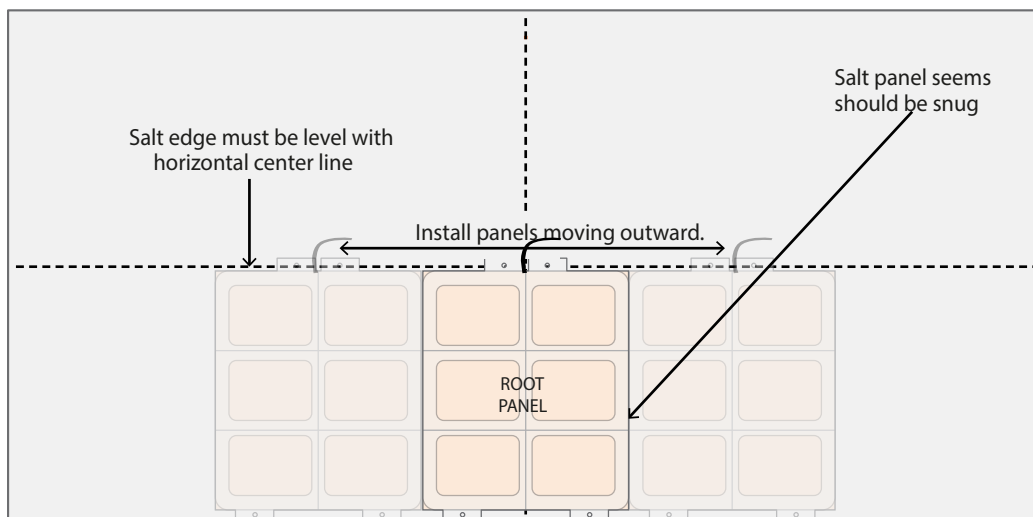 Salt panel seems
should be snug
Salt edge must be level with
horizontal center line
Install panels moving outward.
ROOT
PANEL